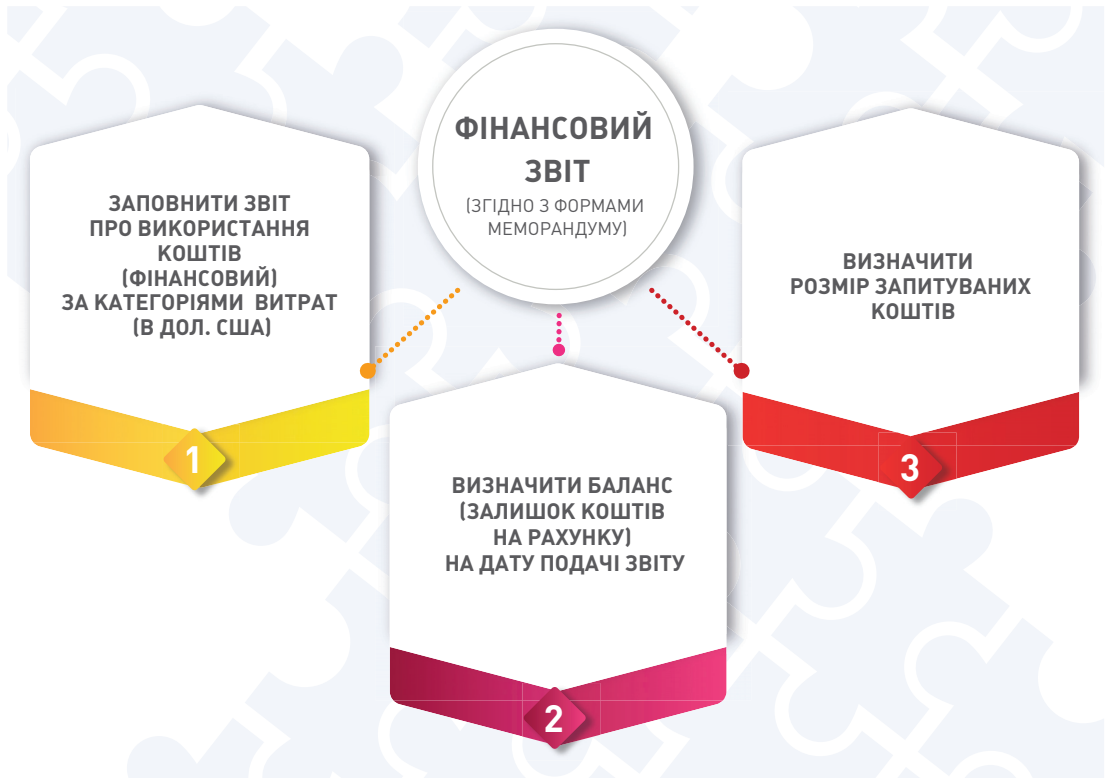 ФІНАНСОВИЙ
ЗВІТ
(ЗГІДНО З ФОРМАМИ
МЕМОРАНДУМУ)
ЗАПОВНИТИ ЗВІТ
ПРО ВИКОРИСТАННЯ
КОШТІВ
(ФІНАНСОВИЙ)
ЗА КАТЕГОРІЯМИ ВИТРАТ
(В ДОЛ. США)
1
ВИЗНАЧИТИ БАЛАНС
(ЗАЛИШОК КОШТІВ
НА РАХУНКУ)
НА ДАТУ ПОДАЧІ ЗВІТУ
2
ВИЗНАЧИТИ
РОЗМІР ЗАПИТУВАНИХ
КОШТІВ
3